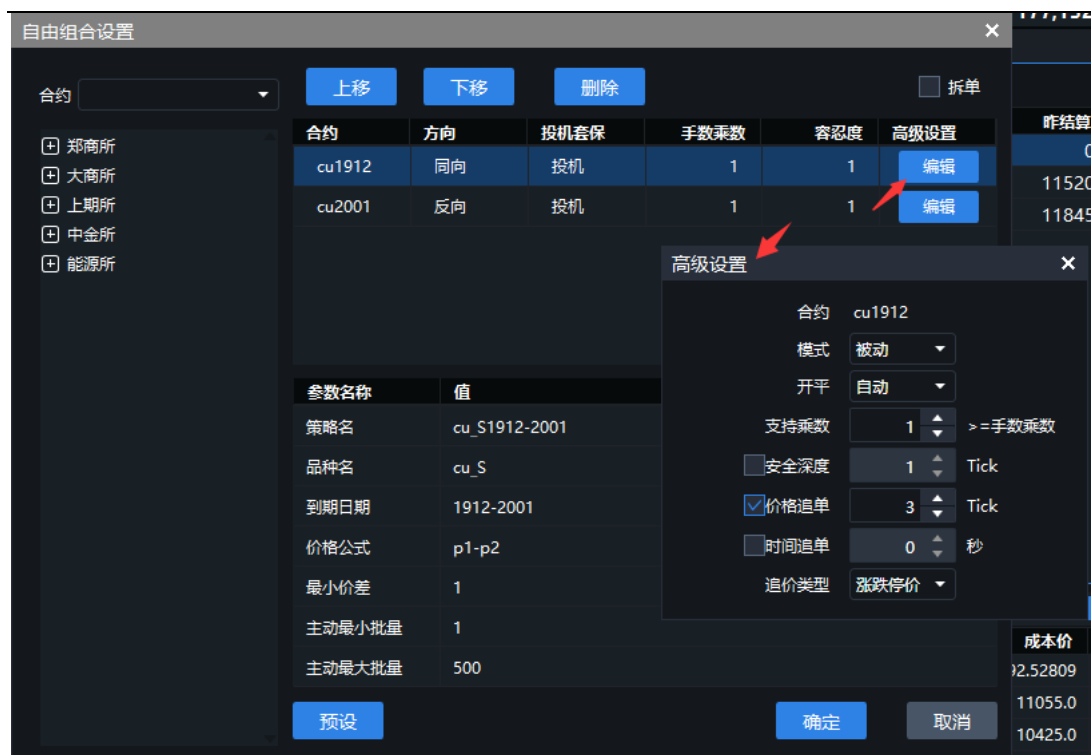 自由组合设置
合约
上移 下移 删除 拆单
郑商所
大商所
上期所
中金所
能源所
合约 方向 投机套保 手数乘数 容忍度 高级设置
cu1912 同向 投机 1 1 编辑
cu2001 反向 投机 1 1 编辑
昨结算
0
11520
11845
高级设置
合约 cu1912
模式 被动
开平 自动
支持乘数 1 >=手数乘数
安全深度 1 Tick
价格追单 3 Tick
时间追单 0 秒
追价类型 涨跌停价
参数名称 值
策略名 cu_S1912-2001
品种名 cu_S
到期日期 1912-2001
价格公式 p1-p2
最小价差 1
主动最小批量 1
主动最大批量 500
预设 确定 取消
成本价
92.52809
11055.0
10425.0